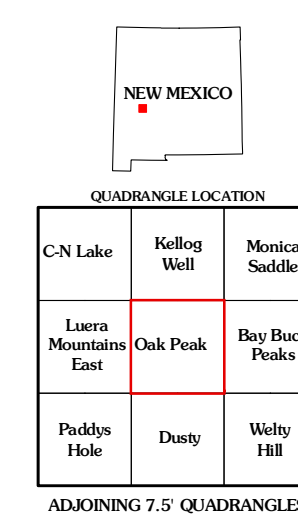 NEW MEXICO
QUADRANGLE LOCATION
C-N Lake
Kellog
Well
Monica
Saddle
Luera
Mountains
East
Oak Peak
Bay Buc
Peaks
Paddys
Hole
Dusty
Welty
Hill
ADJOINING 7.5' QUADRANGLES